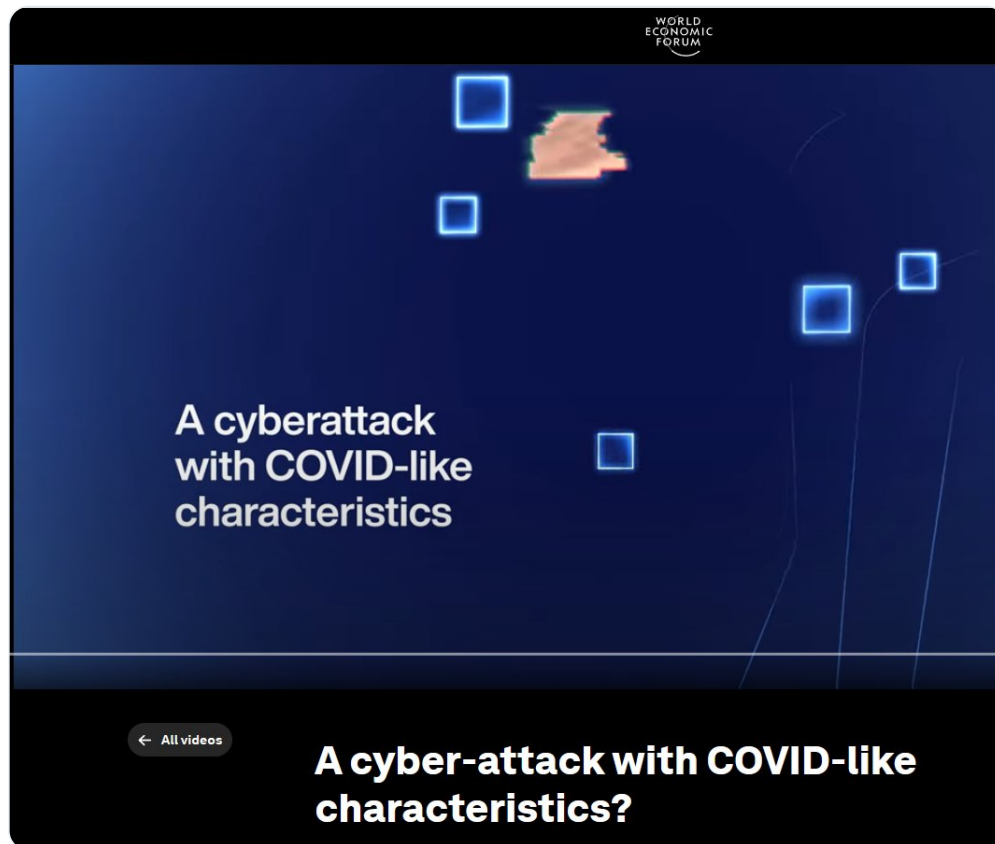 WORLD
ECONOMIC
FORUM
A cyberattack
with COVID-like
characteristics
← All videos
A cyber-attack with COVID-like
characteristics?